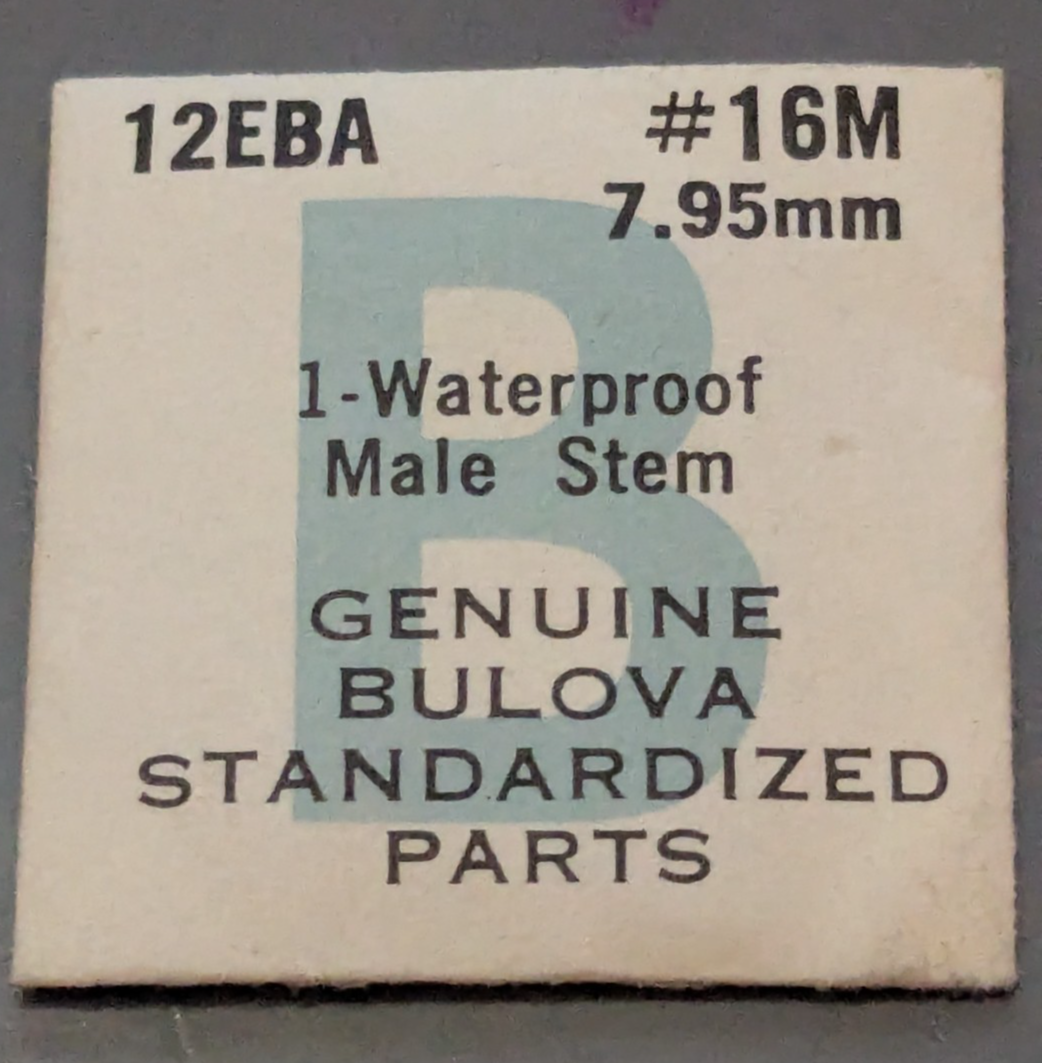 12EBA #16M
7.95mm
B
1-Waterproof
Male Stem
GENUINE
BULOVA
STANDARDIZED
PARTS